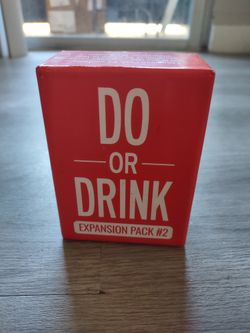 DO
OR
DRINK
EXPANSION PACK #2